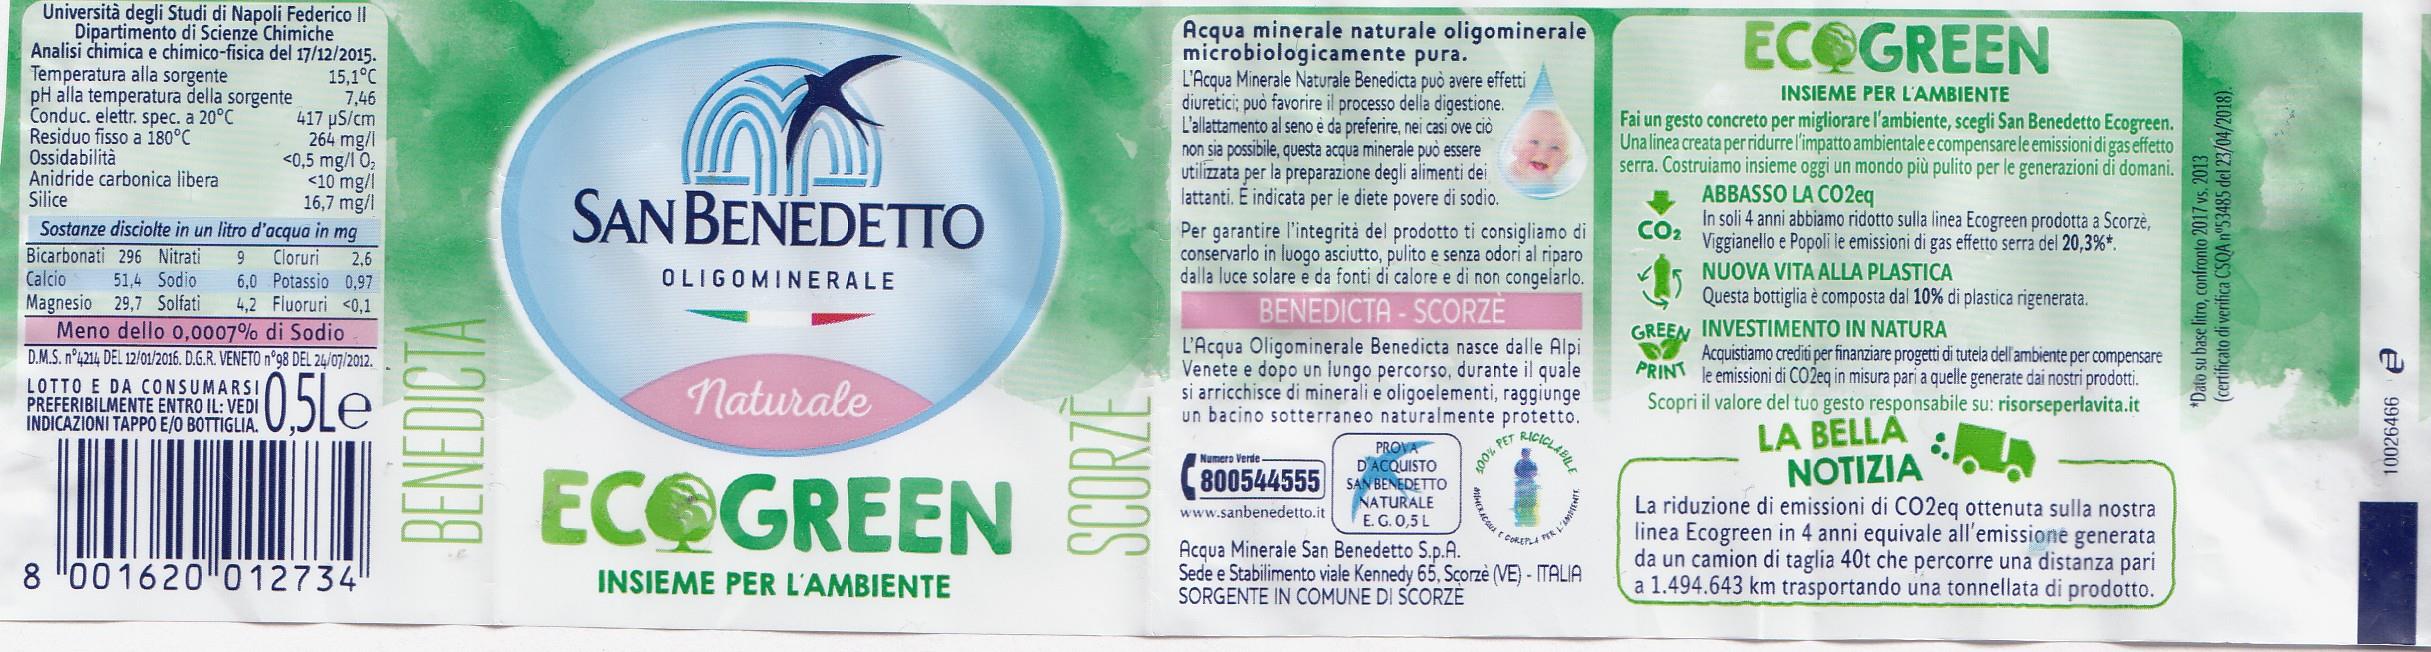 Università degli Studi di Napoli Federico II
Dipartimento di Scienze Chimiche
Analisi chimica e chimico-fisica del 17/12/2015.
Temperatura alla sorgente 15,1°C
pH alla temperatura della sorgente 7,46
Conduc. elettr. spec. a 20°C 417 µS/cm
Residuo fisso a 180°C 264 mg/l
Ossidabilità <0,5 mg/l O₂
Anidride carbonica libera <10 mg/l
Silice 16,7 mg/l
Sostanze disciolte in un litro d'acqua in mg
Bicarbonati 296 Nitrati 9 Cloruri 2,6
Calcio 51,4 Sodio 6,0 Potassio 0,97
Magnesio 29,7 Solfati 4,2 Fluoruri <0,1
Meno dello 0,0007% di Sodio
D.M.S. n°4214 DEL 12/01/2016. D.G.R. VENETO n°98 DEL 24/07/2012.
LOTTO E DA CONSUMARSI
PREFERIBILMENTE ENTRO IL: VEDI
INDICAZIONI TAPPO E/O BOTTIGLIA.
0,5L e
8 001620 012734
BENEDICTA
SAN BENEDETTO
OLIGOMINERALE
Naturale
ECOGREEN
INSIEME PER L'AMBIENTE
SCORZÈ
Acqua minerale naturale oligominerale
microbiologicamente pura.
L'Acqua Minerale Naturale Benedicta può avere effetti
diuretici; può favorire il processo della digestione.
L'allattamento al seno è da preferire, nei casi ove ciò
non sia possibile, questa acqua minerale può essere
utilizzata per la preparazione degli alimenti dei
lattanti. È indicata per le diete povere di sodio.
Per garantire l'integrità del prodotto ti consigliamo di
conservarlo in luogo asciutto, pulito e senza odori al riparo
dalla luce solare e da fonti di calore e di non congelarlo.
BENEDICTA - SCORZÈ
L'Acqua Oligominerale Benedicta nasce dalle Alpi
Venete e dopo un lungo percorso, durante il quale
si arricchisce di minerali e oligoelementi, raggiunge
un bacino sotterraneo naturalmente protetto.
Numero Verde
800544555
www.sanbenedetto.it
PROVA
D'ACQUISTO
SAN BENEDETTO
NATURALE
E.G. 0,5 L
100% PET RICICLABILE
MINERACQUA E COREPLA PER L'AMBIENTE
Acqua Minerale San Benedetto S.p.A.
Sede e Stabilimento viale Kennedy 65, Scorzè (VE) - ITALIA
SORGENTE IN COMUNE DI SCORZÈ
ECOGREEN
INSIEME PER L'AMBIENTE
Fai un gesto concreto per migliorare l'ambiente, scegli San Benedetto Ecogreen.
Una linea creata per ridurre l'impatto ambientale e compensare le emissioni di gas effetto
serra. Costruiamo insieme oggi un mondo più pulito per le generazioni di domani.
CO₂
ABBASSO LA CO2eq
In soli 4 anni abbiamo ridotto sulla linea Ecogreen prodotta a Scorzè,
Viggianello e Popoli le emissioni di gas effetto serra del 20,3%*.
NUOVA VITA ALLA PLASTICA
Questa bottiglia è composta dal 10% di plastica rigenerata.
GREEN
PRINT
INVESTIMENTO IN NATURA
Acquistiamo crediti per finanziare progetti di tutela dell'ambiente per compensare
le emissioni di CO2eq in misura pari a quelle generate dai nostri prodotti.
Scopri il valore del tuo gesto responsabile su: risorseperlavita.it
LA BELLA
NOTIZIA
La riduzione di emissioni di CO2eq ottenuta sulla nostra
linea Ecogreen in 4 anni equivale all'emissione generata
da un camion di taglia 40t che percorre una distanza pari
a 1.494.643 km trasportando una tonnellata di prodotto.
*Dato su base litro, confronto 2017 vs. 2013
(certificato di verifica CSQA n°53485 del 23/04/2018).
10026466 e